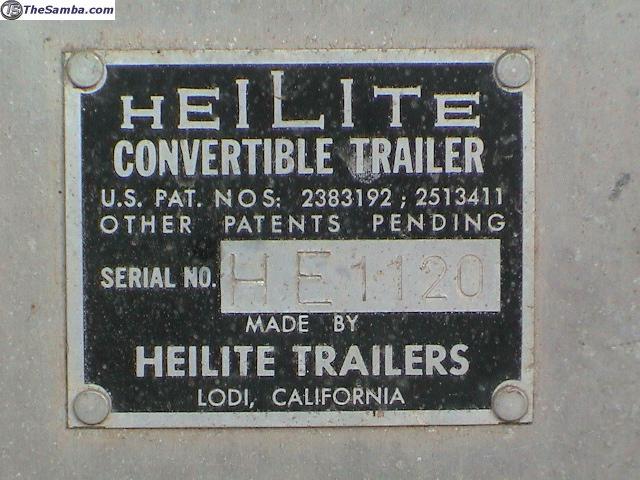 TheSamba.com
HEILITE
CONVERTIBLE TRAILER
U.S. PAT. NOS: 2383192 ; 2513411
OTHER PATENTS PENDING
SERIAL NO. HE1120
MADE BY
HEILITE TRAILERS
LODI, CALIFORNIA